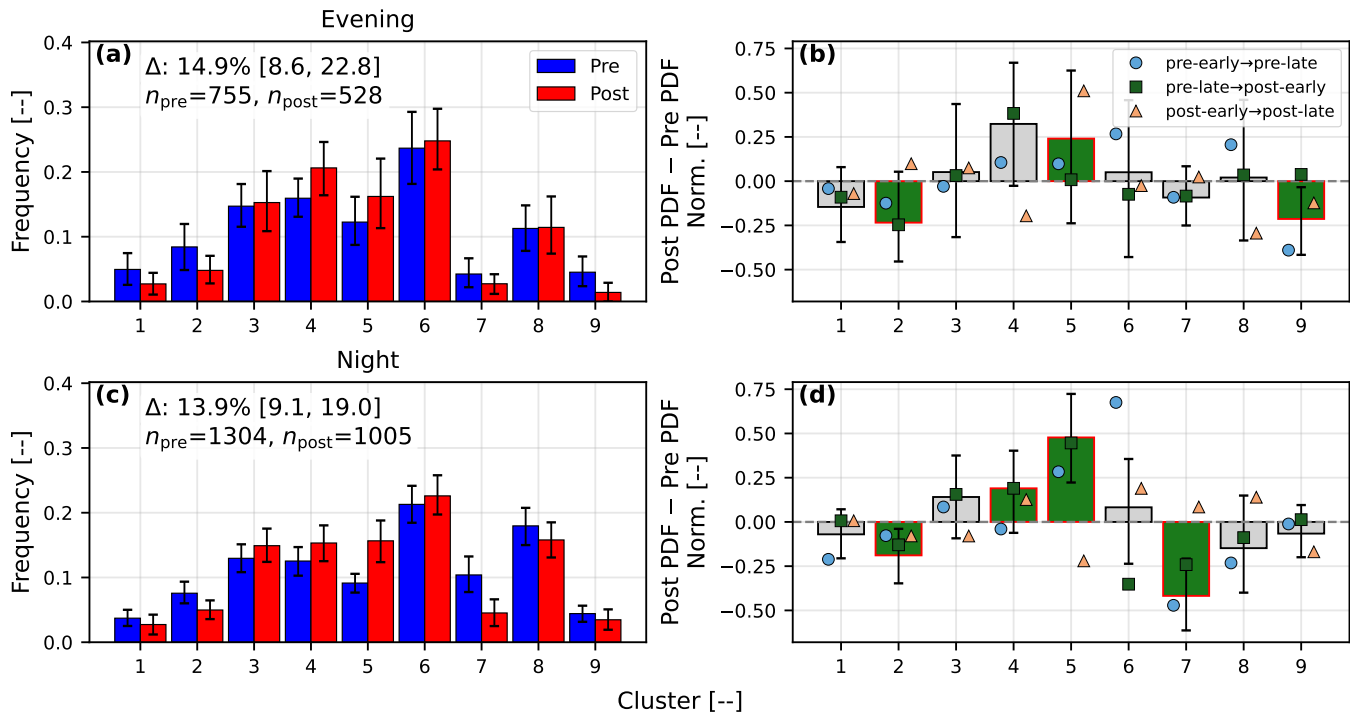 Evening
(a)
Δ: 14.9% [8.6, 22.8]
n_pre=755, n_post=528
Pre
Post
Frequency [--]
0.4
0.3
0.2
0.1
0.0
1 2 3 4 5 6 7 8 9
(b)
pre-early→pre-late
pre-late→post-early
post-early→post-late
Post PDF − Pre PDF
Norm. [--]
0.75
0.50
0.25
0.00
−0.25
−0.50
1 2 3 4 5 6 7 8 9
Night
(c)
Δ: 13.9% [9.1, 19.0]
n_pre=1304, n_post=1005
Frequency [--]
0.4
0.3
0.2
0.1
0.0
1 2 3 4 5 6 7 8 9
(d)
Post PDF − Pre PDF
Norm. [--]
0.75
0.50
0.25
0.00
−0.25
−0.50
1 2 3 4 5 6 7 8 9
Cluster [--]